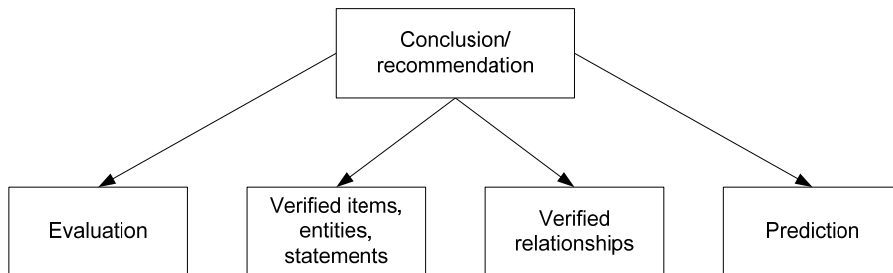 Conclusion/
recommendation
Evaluation
Verified items,
entities,
statements
Verified
relationships
Prediction